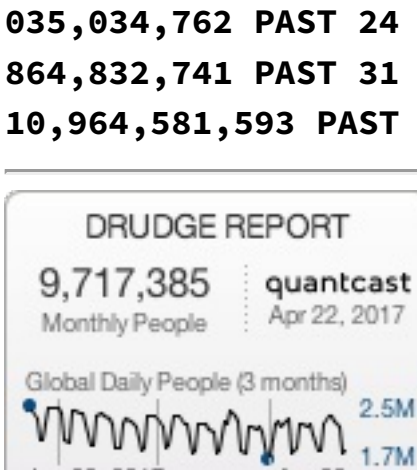 035,034,762 PAST 24
864,832,741 PAST 31
10,964,581,593 PAST
DRUDGE REPORT
9,717,385
Monthly People
quantcast
Apr 22, 2017
Global Daily People (3 months)
2.5M
1.7M